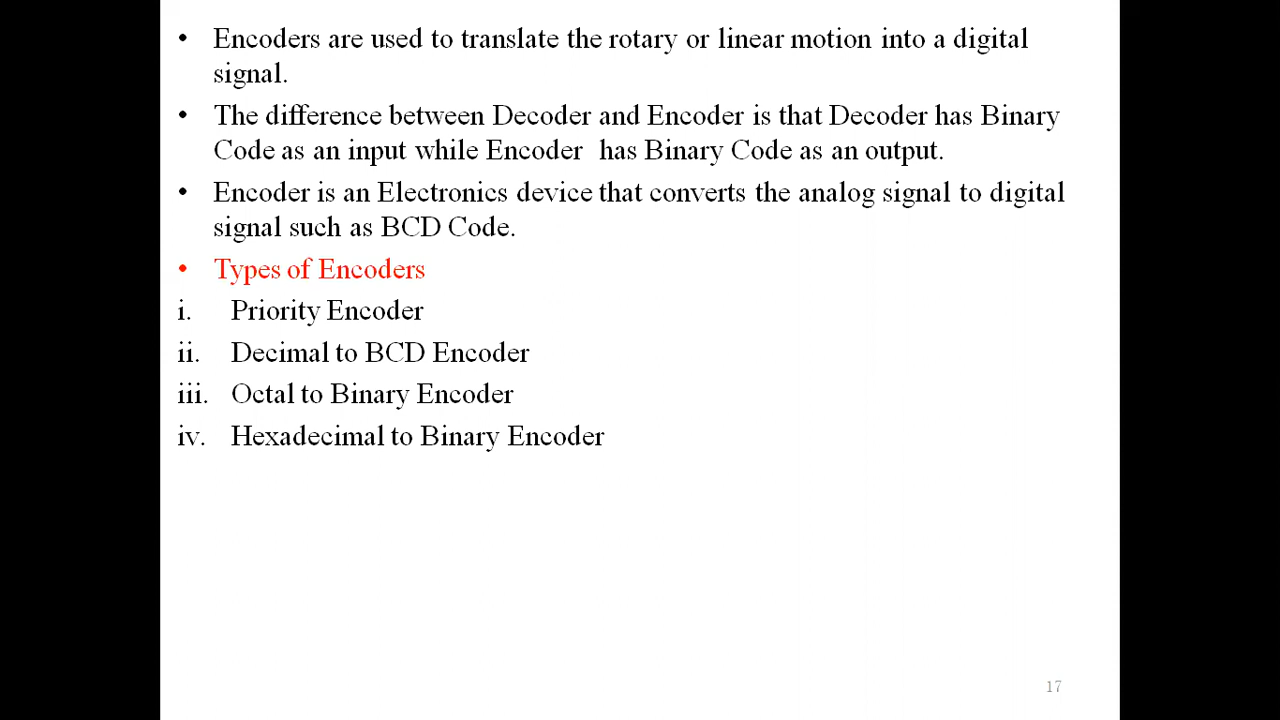 • Encoders are used to translate the rotary or linear motion into a digital
signal.
• The difference between Decoder and Encoder is that Decoder has Binary
Code as an input while Encoder has Binary Code as an output.
• Encoder is an Electronics device that converts the analog signal to digital
signal such as BCD Code.
• Types of Encoders
i. Priority Encoder
ii. Decimal to BCD Encoder
iii. Octal to Binary Encoder
iv. Hexadecimal to Binary Encoder
17